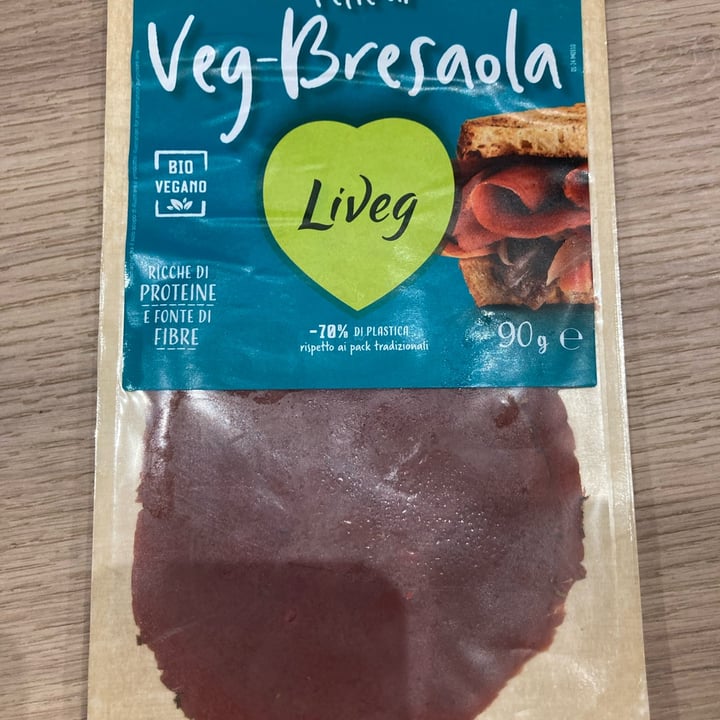 Veg-Bresaola
BIO
VEGANO
Liveg
RICCHE DI
PROTEINE
E FONTE DI
FIBRE
-70% DI PLASTICA
rispetto ai pack tradizionali
90g ℮